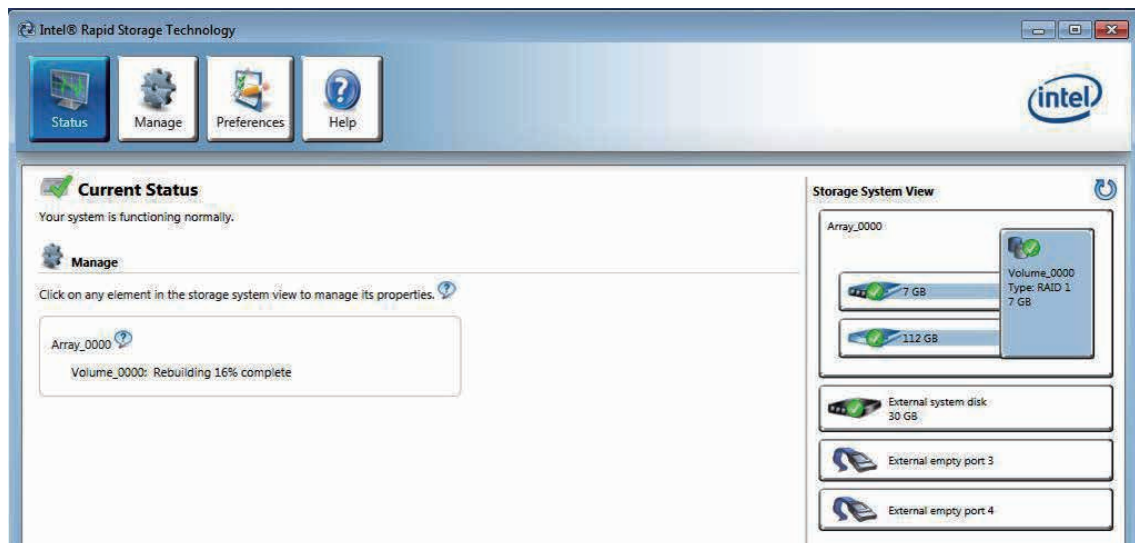 Intel® Rapid Storage Technology
Status
Manage
Preferences
Help
intel
Current Status
Your system is functioning normally.
Manage
Click on any element in the storage system view to manage its properties.
Array_0000
Volume_0000: Rebuilding 16% complete
Storage System View
Array_0000
Volume_0000
Type: RAID 1
7 GB
7 GB
112 GB
External system disk
30 GB
External empty port 3
External empty port 4